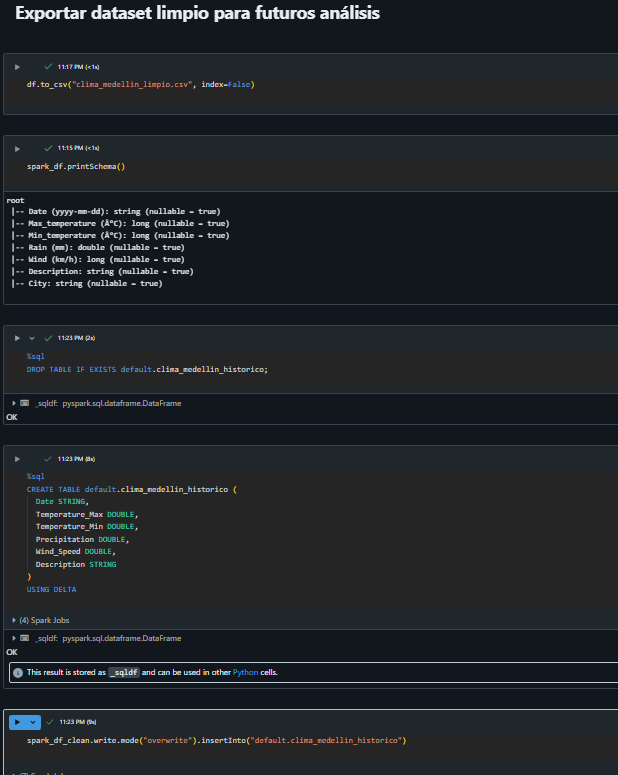 Exportar dataset limpio para futuros análisis
11:17 PM (<1s)
df.to_csv("clima_medellin_limpio.csv", index=False)
11:15 PM (<1s)
spark_df.printSchema()
root
|-- Date (yyyy-mm-dd): string (nullable = true)
|-- Max_temperature (Â°C): long (nullable = true)
|-- Min_temperature (Â°C): long (nullable = true)
|-- Rain (mm): double (nullable = true)
|-- Wind (km/h): long (nullable = true)
|-- Description: string (nullable = true)
|-- City: string (nullable = true)
11:23 PM (2s)
%sql
DROP TABLE IF EXISTS default.clima_medellin_historico;
_sqldf: pyspark.sql.dataframe.DataFrame
OK
11:23 PM (8s)
%sql
CREATE TABLE default.clima_medellin_historico (
Date STRING,
Temperature_Max DOUBLE,
Temperature_Min DOUBLE,
Precipitation DOUBLE,
Wind_Speed DOUBLE,
Description STRING
)
USING DELTA
(4) Spark Jobs
_sqldf: pyspark.sql.dataframe.DataFrame
OK
This result is stored as _sqldf and can be used in other Python cells.
11:23 PM (9s)
spark_df_clean.write.mode("overwrite").insertInto("default.clima_medellin_historico")